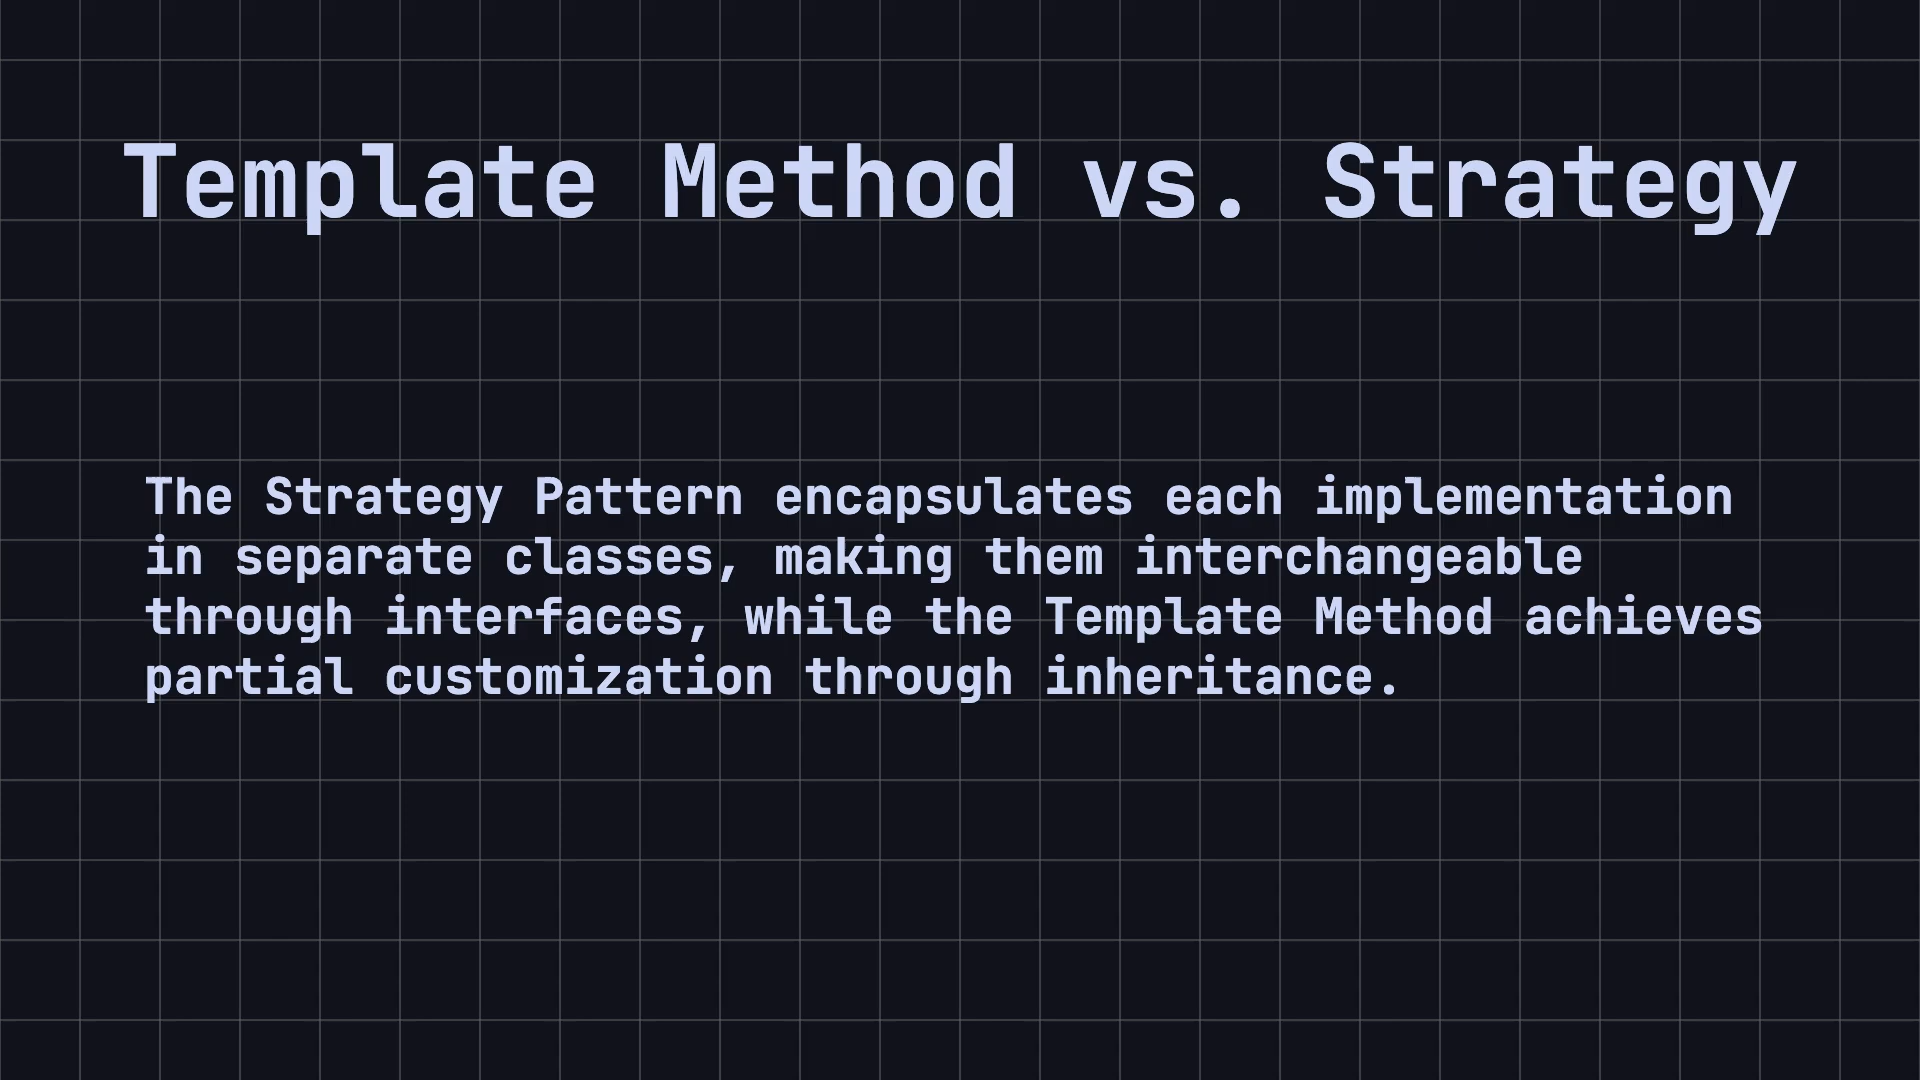 Template Method vs. Strategy
The Strategy Pattern encapsulates each implementation
in separate classes, making them interchangeable
through interfaces, while the Template Method achieves
partial customization through inheritance.